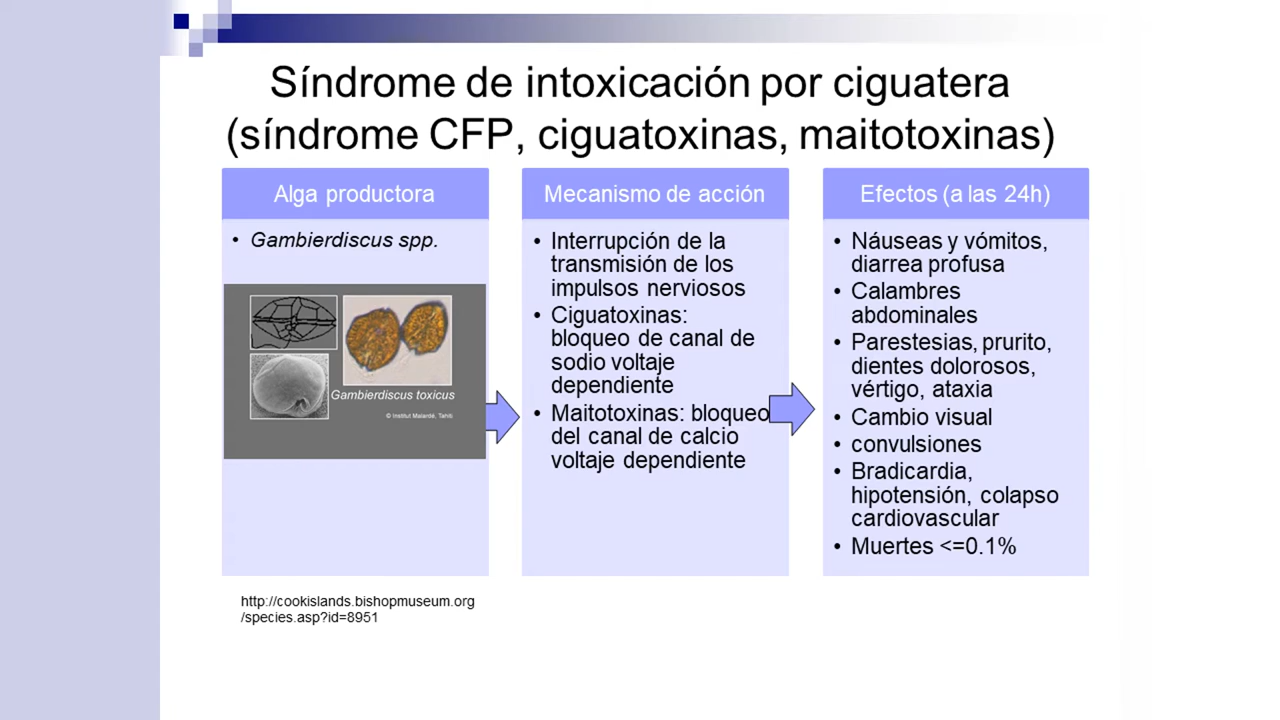 Síndrome de intoxicación por ciguatera
(síndrome CFP, ciguatoxinas, maitotoxinas)
Alga productora
• Gambierdiscus spp.
Gambierdiscus toxicus
© Institut Malardé, Tahiti
Mecanismo de acción
• Interrupción de la
transmisión de los
impulsos nerviosos
• Ciguatoxinas:
bloqueo de canal de
sodio voltaje
dependiente
• Maitotoxinas: bloqueo
del canal de calcio
voltaje dependiente
Efectos (a las 24h)
• Náuseas y vómitos,
diarrea profusa
• Calambres
abdominales
• Parestesias, prurito,
dientes dolorosos,
vértigo, ataxia
• Cambio visual
• convulsiones
• Bradicardia,
hipotensión, colapso
cardiovascular
• Muertes <=0.1%
http://cookislands.bishopmuseum.org
/species.asp?id=8951